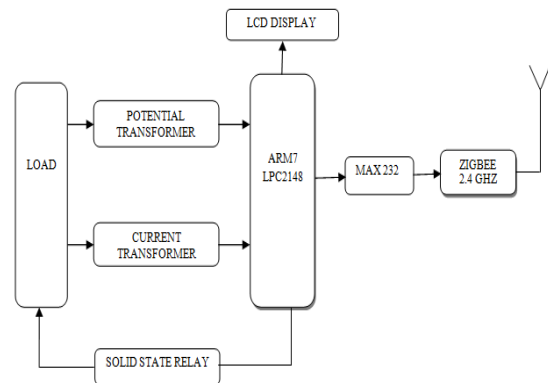 LCD DISPLAY
POTENTIAL
TRANSFORMER
LOAD
ARM7
LPC2148
MAX 232
ZIGBEE
2.4 GHZ
CURRENT
TRANSFORMER
SOLID STATE RELAY